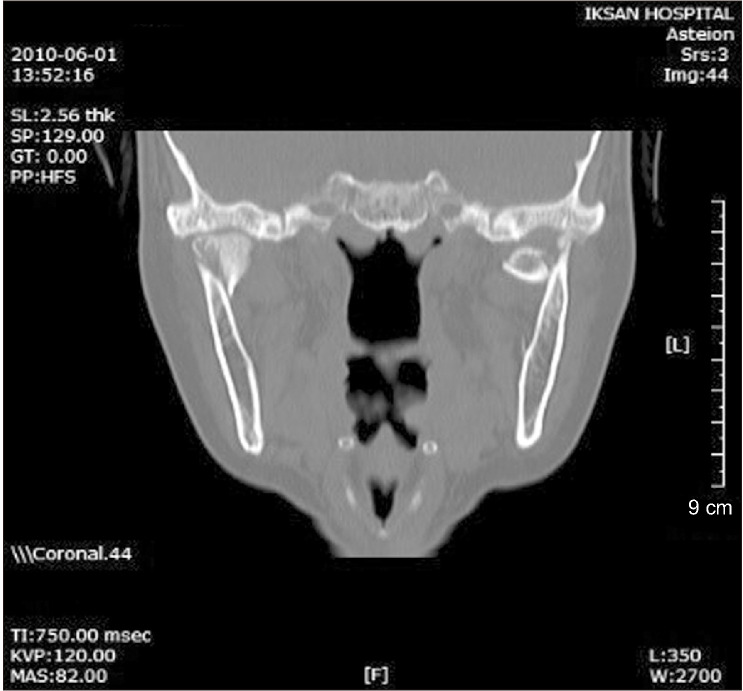 IKSAN HOSPITAL
Asteion
Srs:3
Img:44
2010-06-01
13:52:16
SL:2.56 thk
SP:129.00
GT: 0.00
PP:HFS
[L]
9 cm
\\\Coronal.44
TI:750.00 msec
KVP:120.00
MAS:82.00
[F]
L:350
W:2700